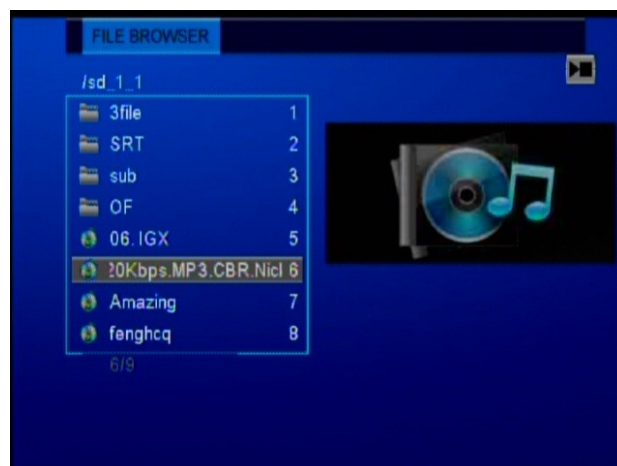 FILE BROWSER
/sd_1_1
3file 1
SRT 2
sub 3
OF 4
06.IGX 5
20Kbps.MP3.CBR.Nicl 6
Amazing 7
fenghcq 8
6/9